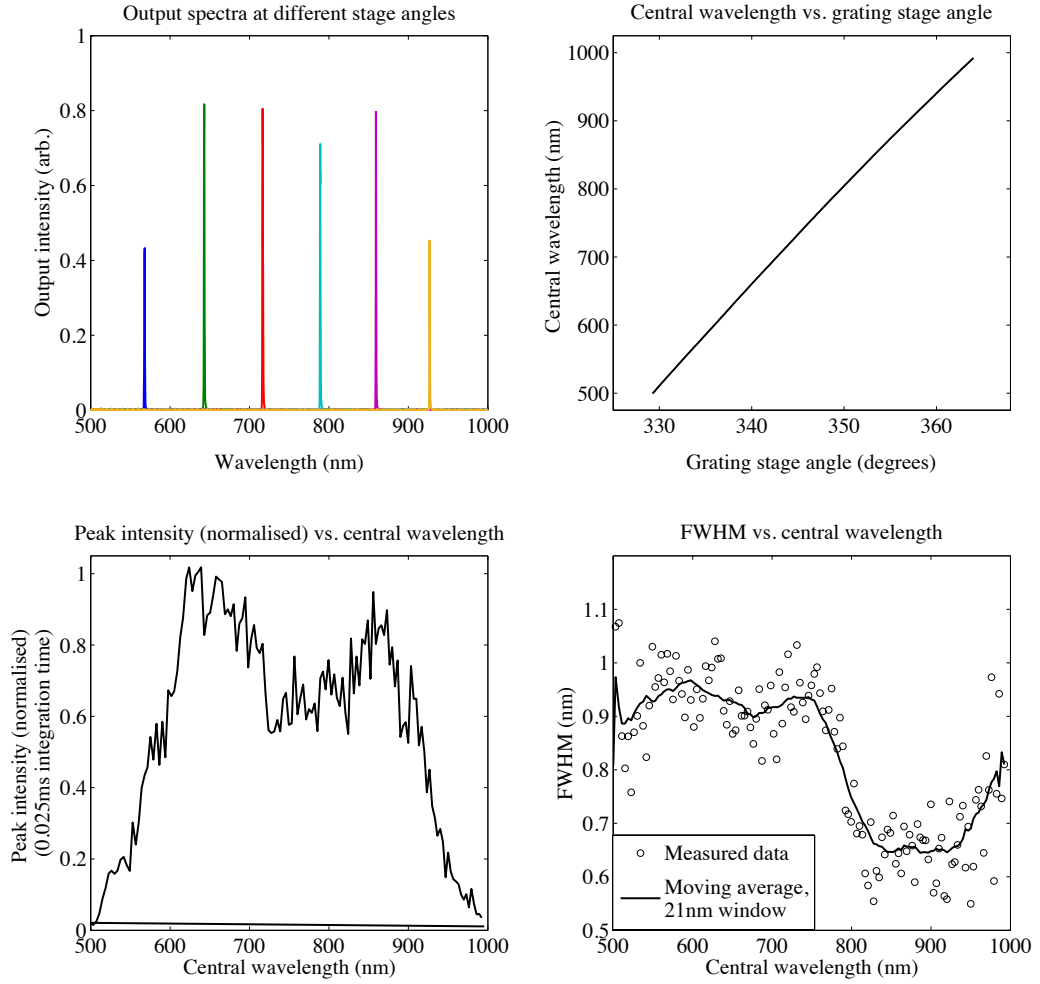 Output spectra at different stage angles
1
0.8
0.6
0.4
0.2
0
500 600 700 800 900 1000
Output intensity (arb.)
Wavelength (nm)
Central wavelength vs. grating stage angle
1000
900
800
700
600
500
330 340 350 360
Central wavelength (nm)
Grating stage angle (degrees)
Peak intensity (normalised) vs. central wavelength
1
0.8
0.6
0.4
0.2
0
500 600 700 800 900 1000
Peak intensity (normalised)
(0.025ms integration time)
Central wavelength (nm)
FWHM vs. central wavelength
1.1
1
0.9
0.8
0.7
0.6
0.5
500 600 700 800 900 1000
FWHM (nm)
Measured data
Moving average,
21nm window
Central wavelength (nm)